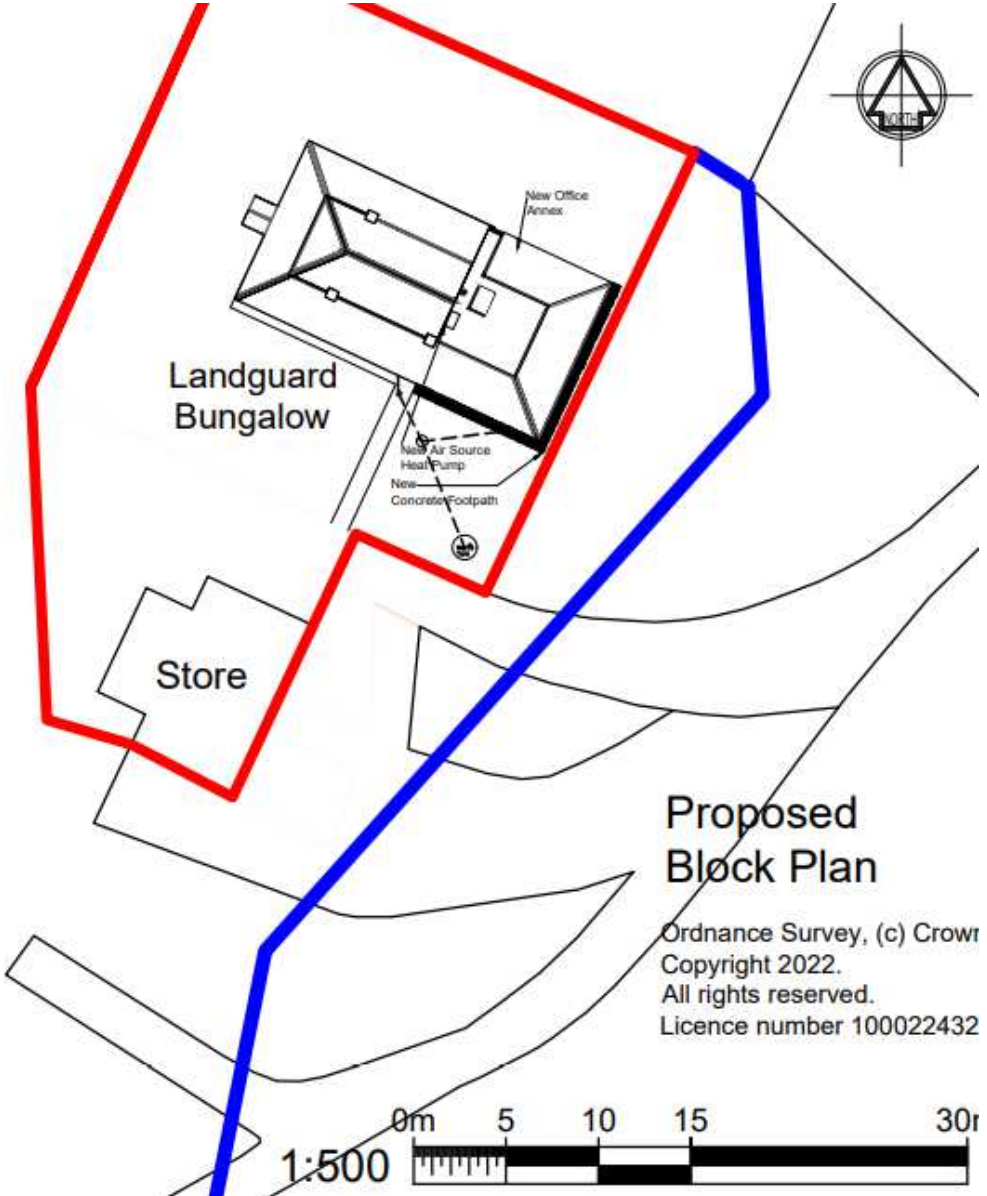 NORTH
New Office
Annex
Landguard
Bungalow
New Air Source
Heat Pump
New
Concrete Footpath
Store
Proposed
Block Plan
Ordnance Survey, (c) Crown
Copyright 2022.
All rights reserved.
Licence number 100022432
0m 5 10 15 30m
1:500